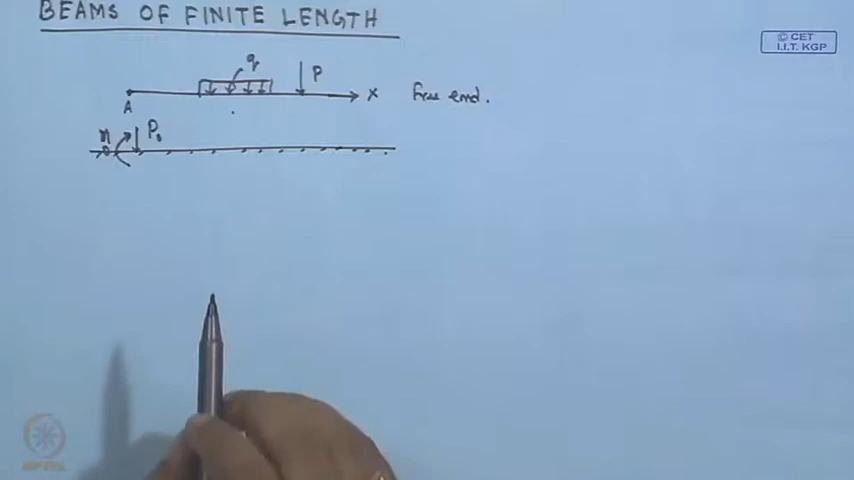 BEAMS OF FINITE LENGTH
© CET
I.I.T. KGP
q
P
A
X
Free end.
P₀